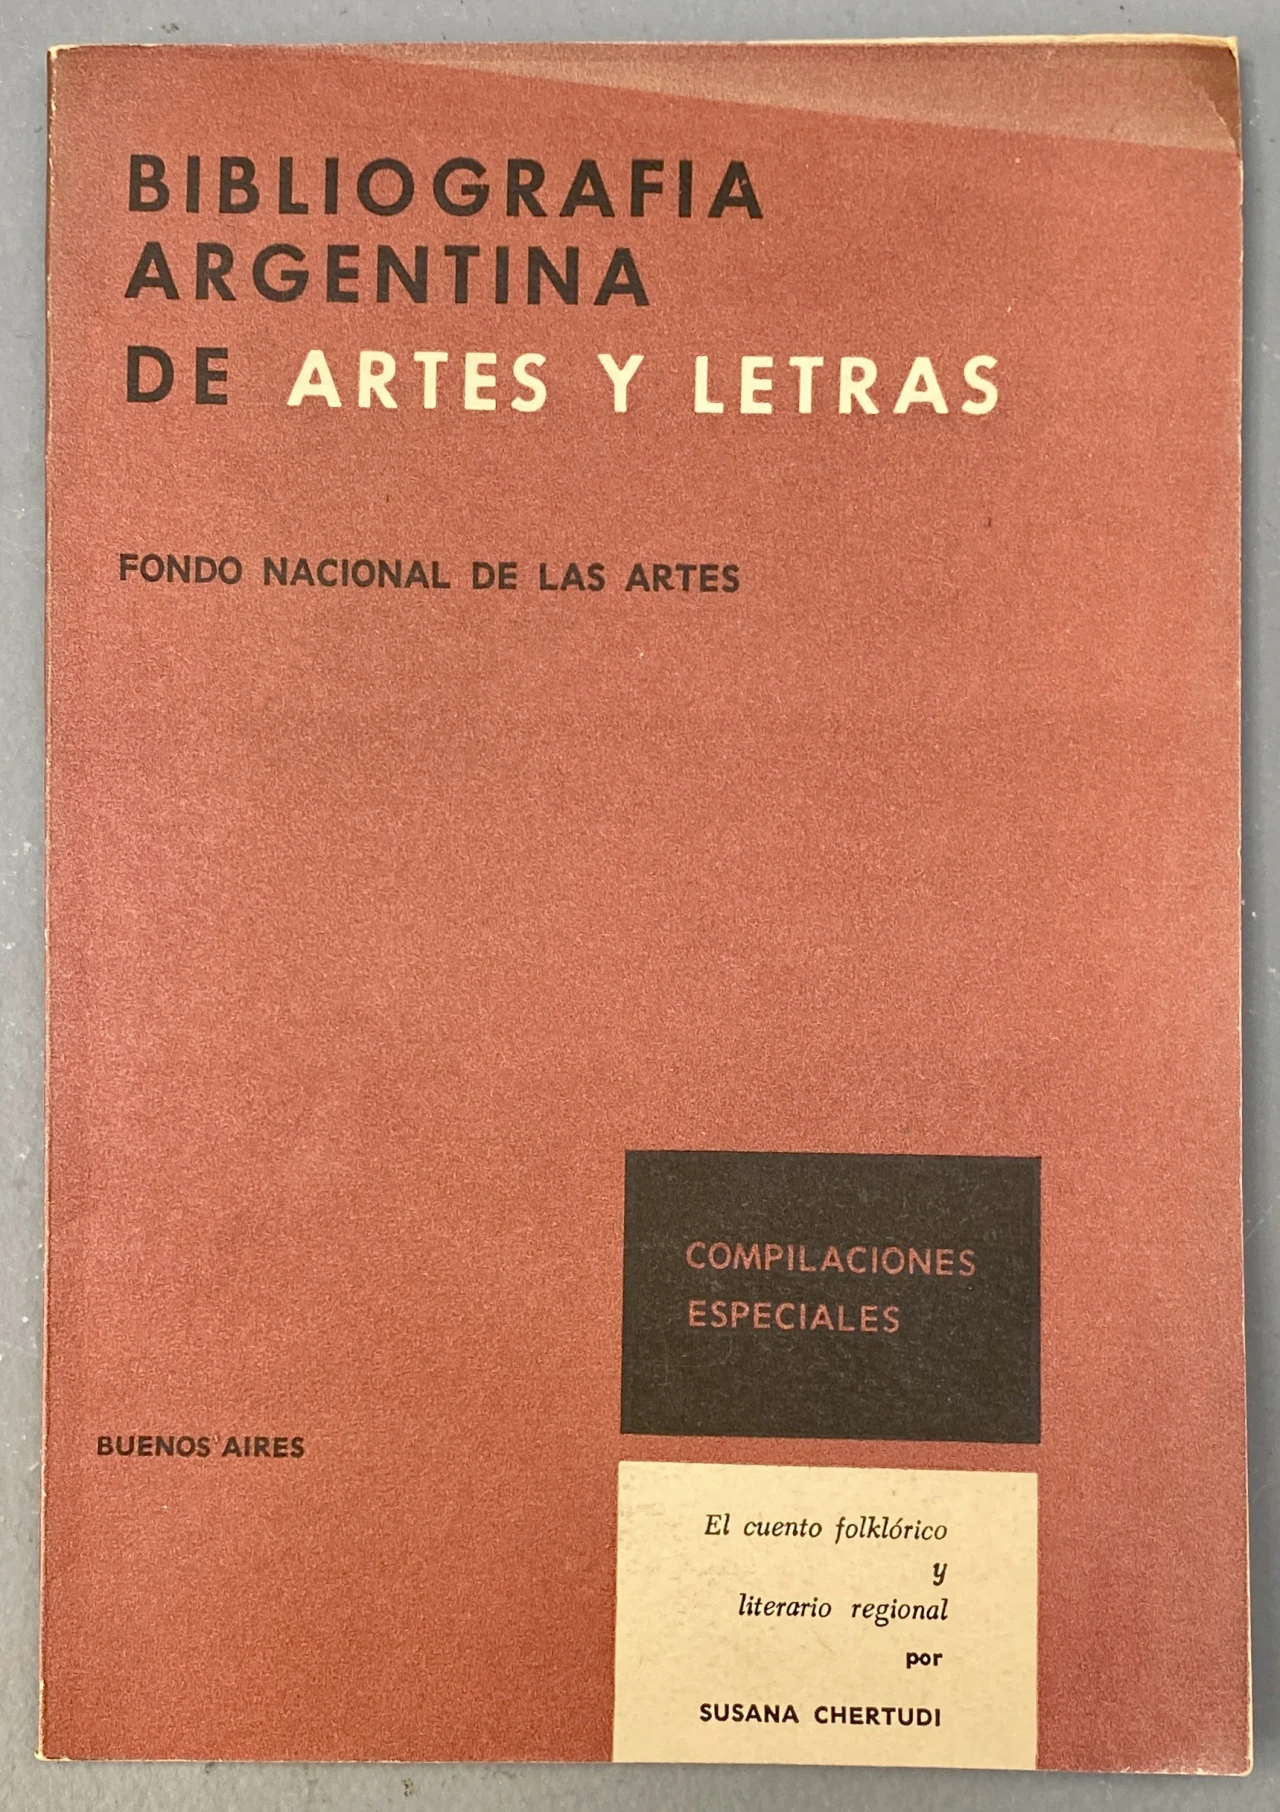 BIBLIOGRAFIA
ARGENTINA
DE ARTES Y LETRAS
FONDO NACIONAL DE LAS ARTES
COMPILACIONES
ESPECIALES
BUENOS AIRES
El cuento folklórico
y
literario regional
por
SUSANA CHERTUDI